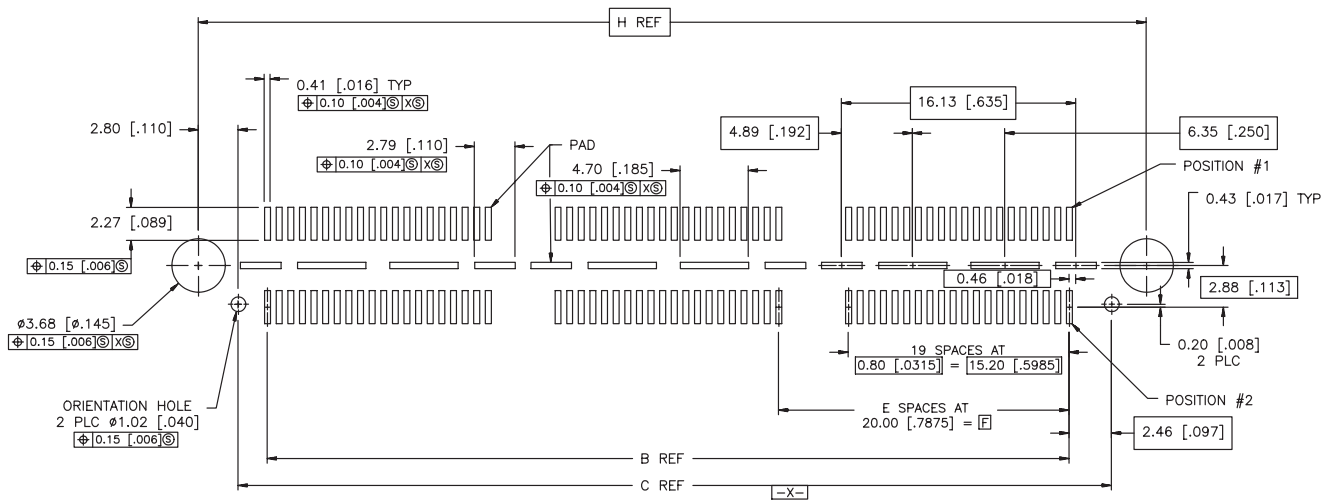 H REF
0.41 [.016] TYP
⌖ 0.10 [.004]Ⓢ XⓈ
2.80 [.110]
2.79 [.110]
⌖ 0.10 [.004]Ⓢ XⓈ
PAD
4.70 [.185]
⌖ 0.10 [.004]Ⓢ XⓈ
16.13 [.635]
4.89 [.192]
6.35 [.250]
POSITION #1
0.43 [.017] TYP
2.27 [.089]
⌖ 0.15 [.006]Ⓢ
0.46 [.018]
2.88 [.113]
ø3.68 [ø.145]
⌖ 0.15 [.006]Ⓢ XⓈ
0.20 [.008]
2 PLC
19 SPACES AT
0.80 [.0315] = 15.20 [.5985]
ORIENTATION HOLE
2 PLC ø1.02 [.040]
⌖ 0.15 [.006]Ⓢ
E SPACES AT
20.00 [.7875] = F
POSITION #2
2.46 [.097]
B REF
C REF
-X-